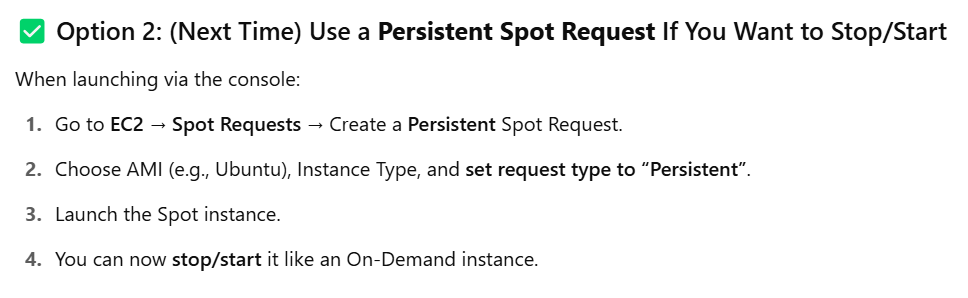 ✅ Option 2: (Next Time) Use a Persistent Spot Request If You Want to Stop/Start
When launching via the console:
1. Go to EC2 → Spot Requests → Create a Persistent Spot Request.
2. Choose AMI (e.g., Ubuntu), Instance Type, and set request type to “Persistent”.
3. Launch the Spot instance.
4. You can now stop/start it like an On-Demand instance.